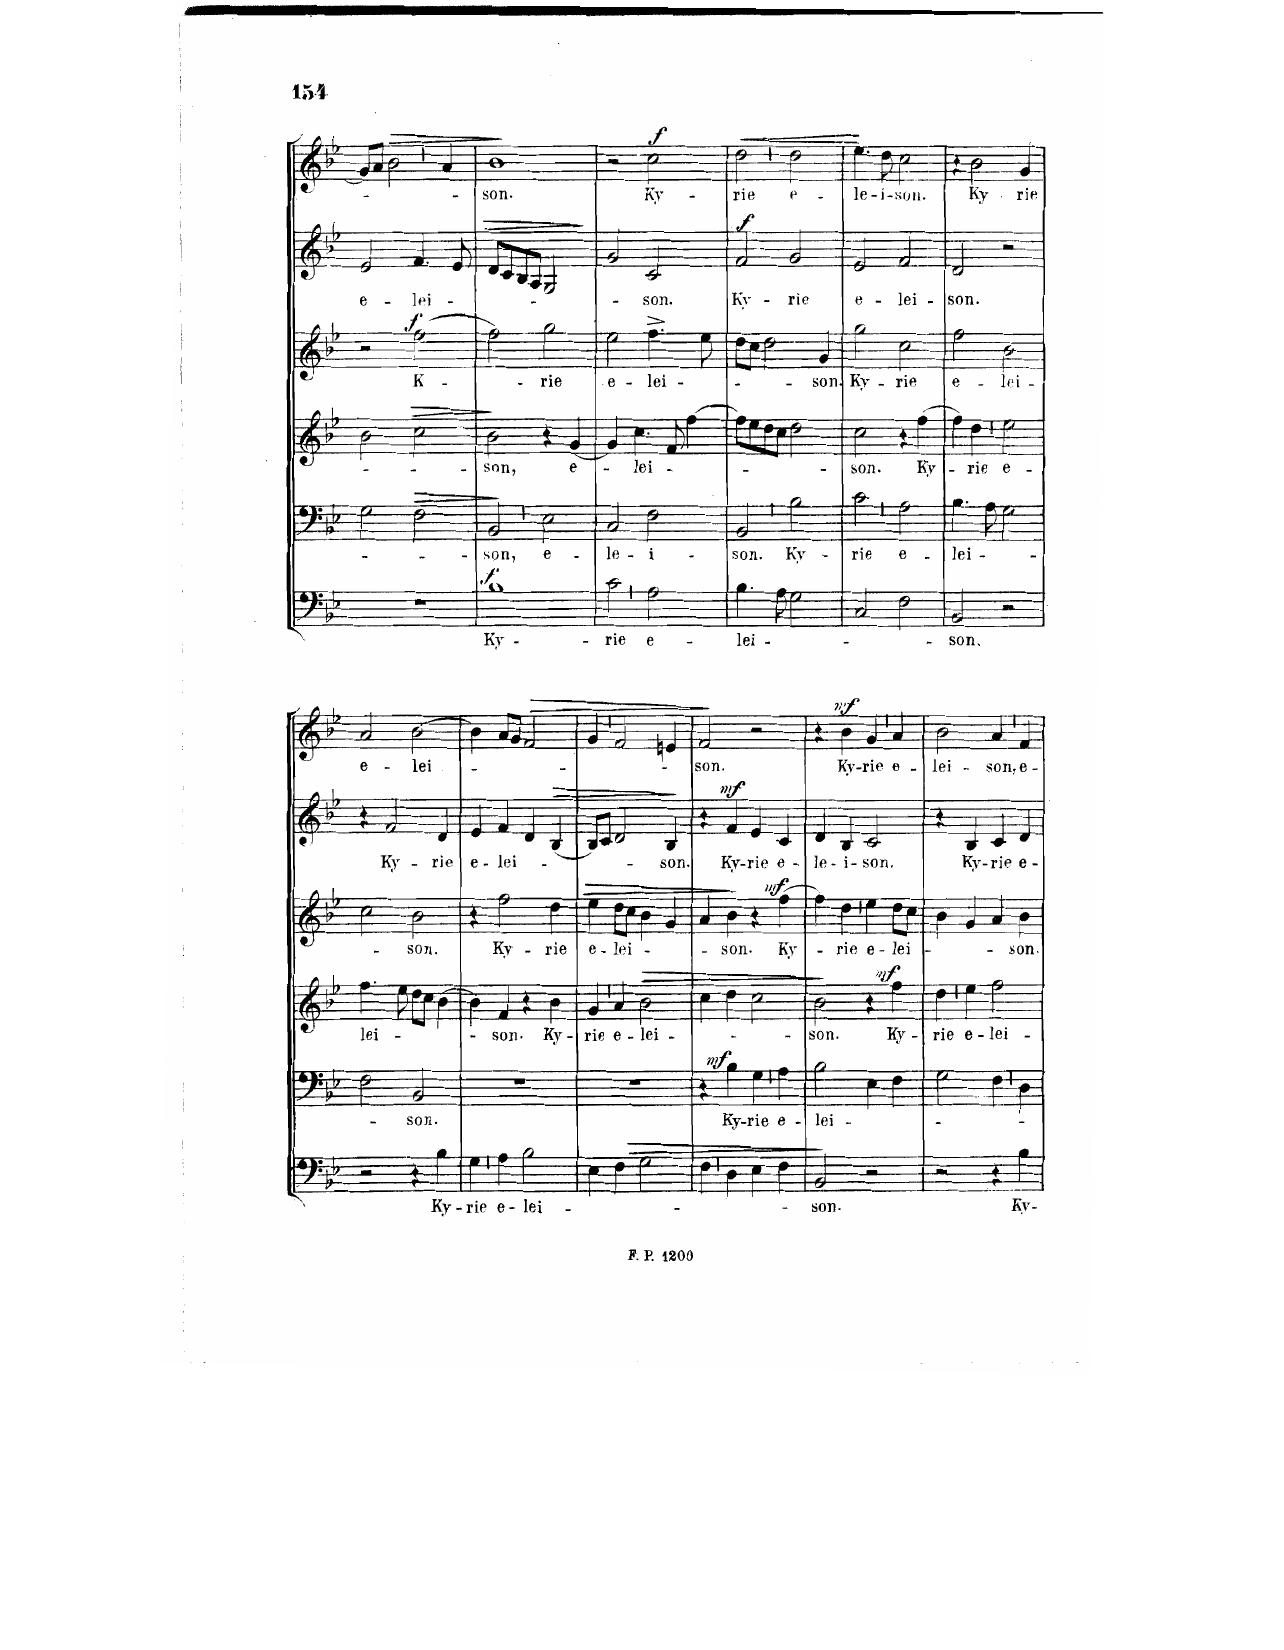 154
f
- - son. Ky - rie e - le-i-son. Ky - rie
f
e - lei - - - son. Ky - rie e - lei - son.
f
K - - rie e - lei - - - son. Ky - rie e - lei -
- - - son, e - lei - - - son. Ky - rie e -
- - - son, e - le - i - son. Ky - rie e - lei - -
f
Ky - - rie e - lei - - - son.
mf
e - lei - - - son. Ky-rie e - lei - son, e-
mf
Ky - rie e - lei - - son. Ky-rie e - le-i-son. Ky-rie e-
mf
- son. Ky - rie e - lei - - son. Ky - rie e - lei - - son.
mf
lei - - son. Ky - rie e - lei - - - son. Ky - rie e - lei -
mf
- son. Ky-rie e - lei - - -
Ky - rie e - lei - - - son. Ky-
F. P. 1200